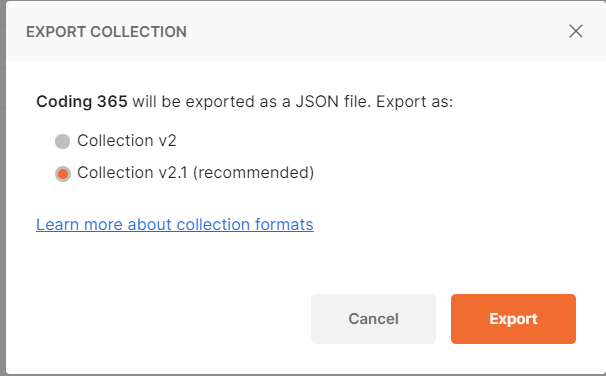 EXPORT COLLECTION
Coding 365 will be exported as a JSON file. Export as:
Collection v2
Collection v2.1 (recommended)
Learn more about collection formats
Cancel
Export